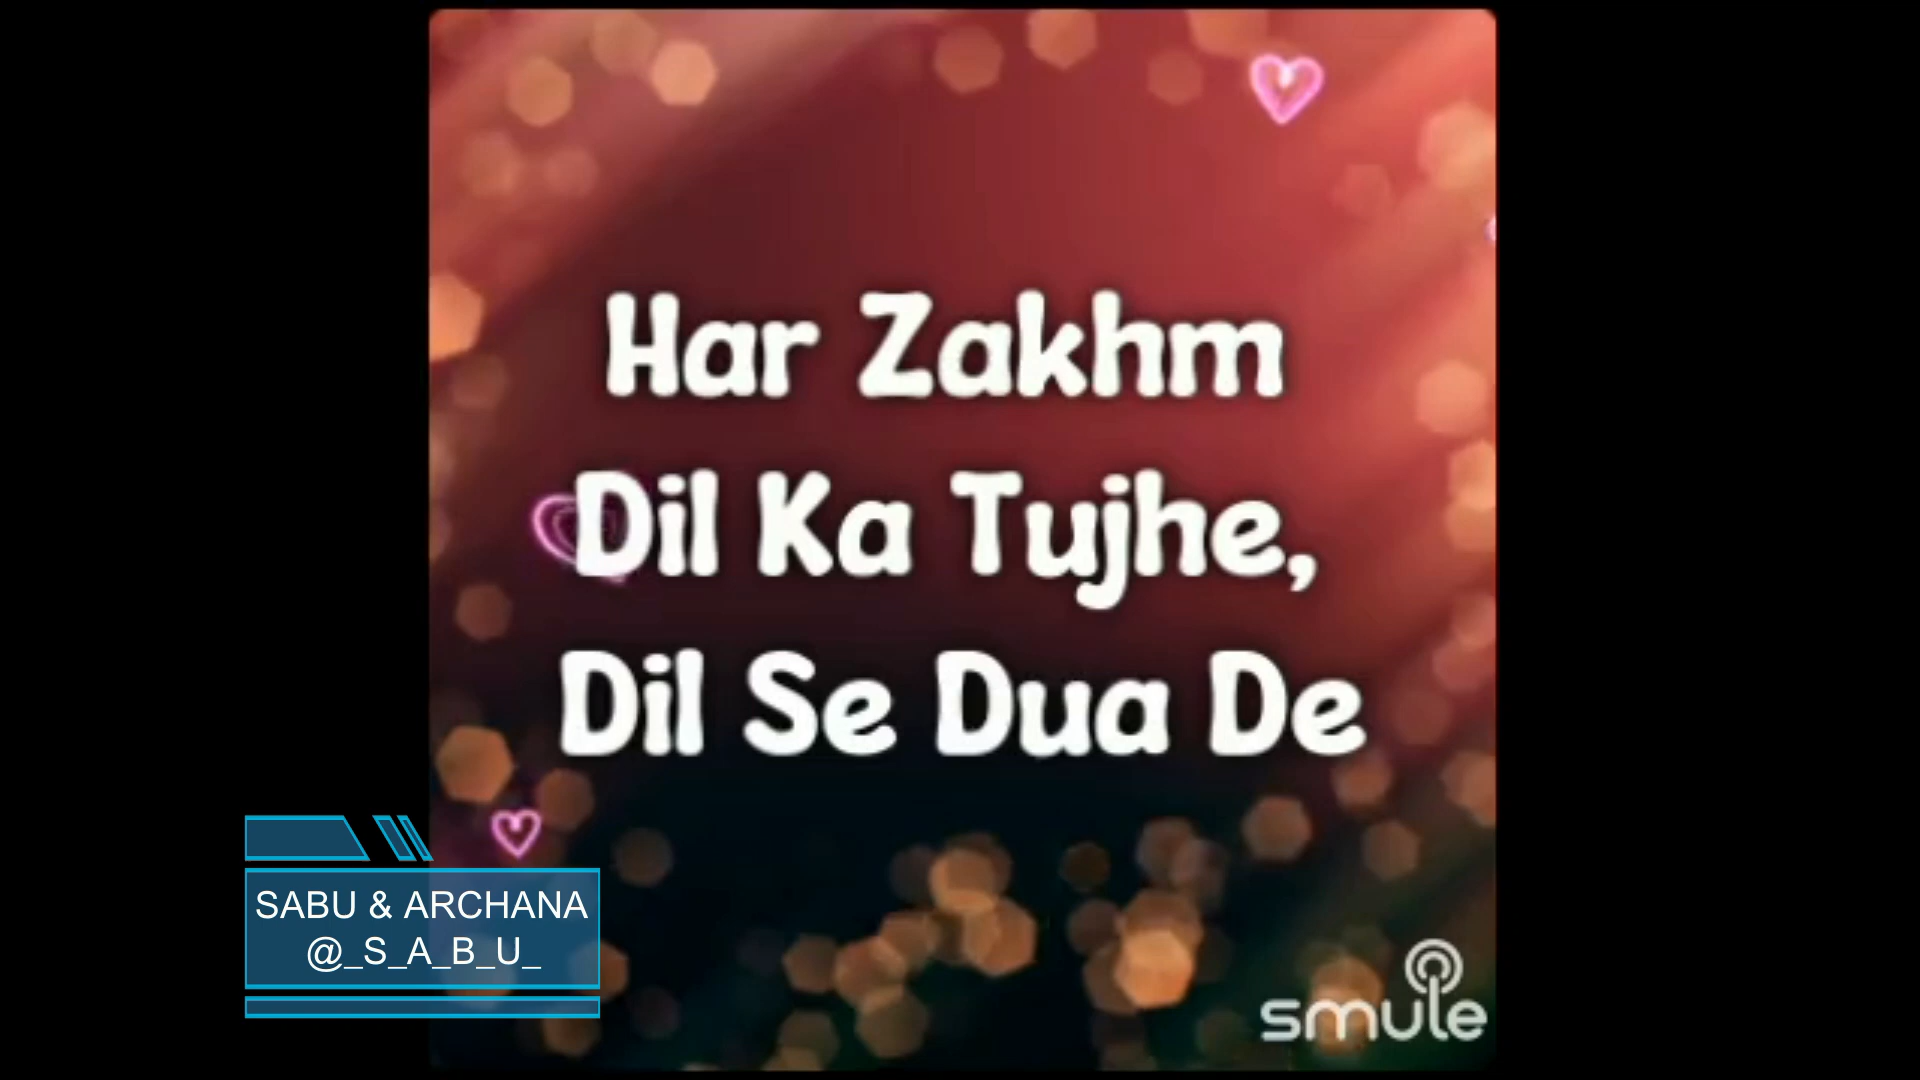 Har Zakhm
Dil Ka Tujhe,
Dil Se Dua De
SABU & ARCHANA
@_S_A_B_U_
smule